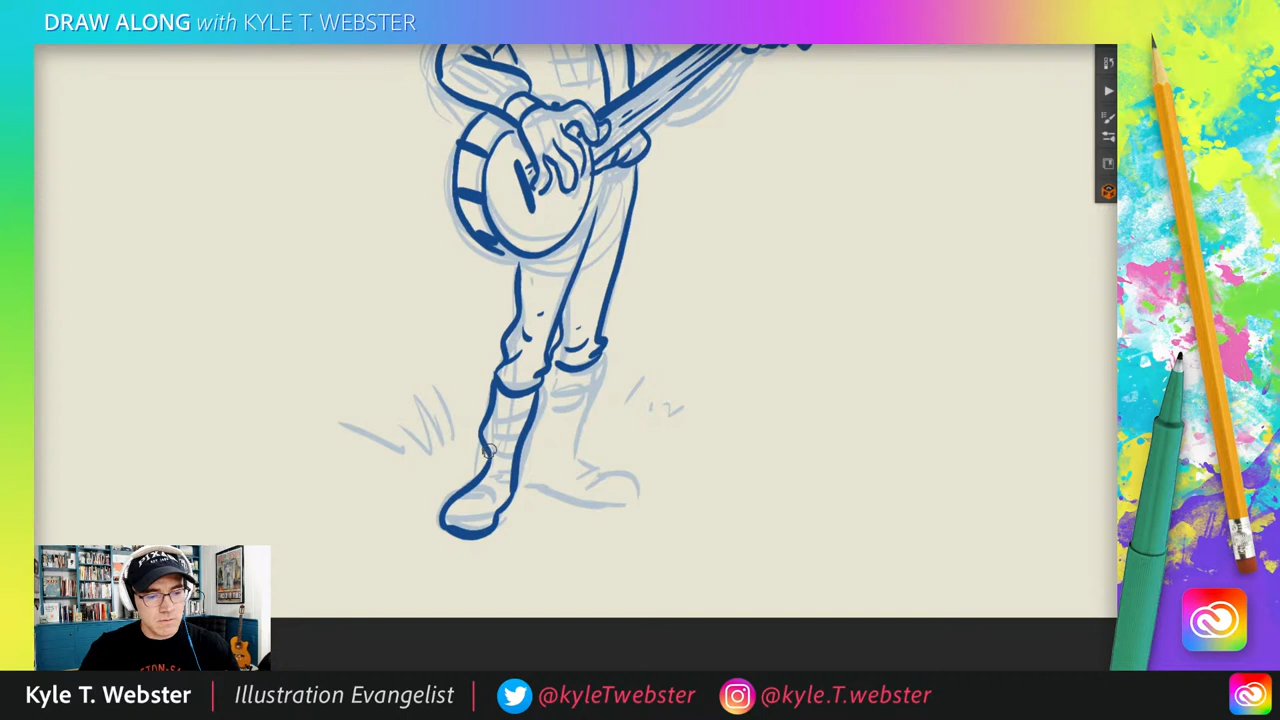 DRAW ALONG with KYLE T. WEBSTER
Kyle T. Webster | Illustration Evangelist | @kyleTwebster @kyle.T.webster